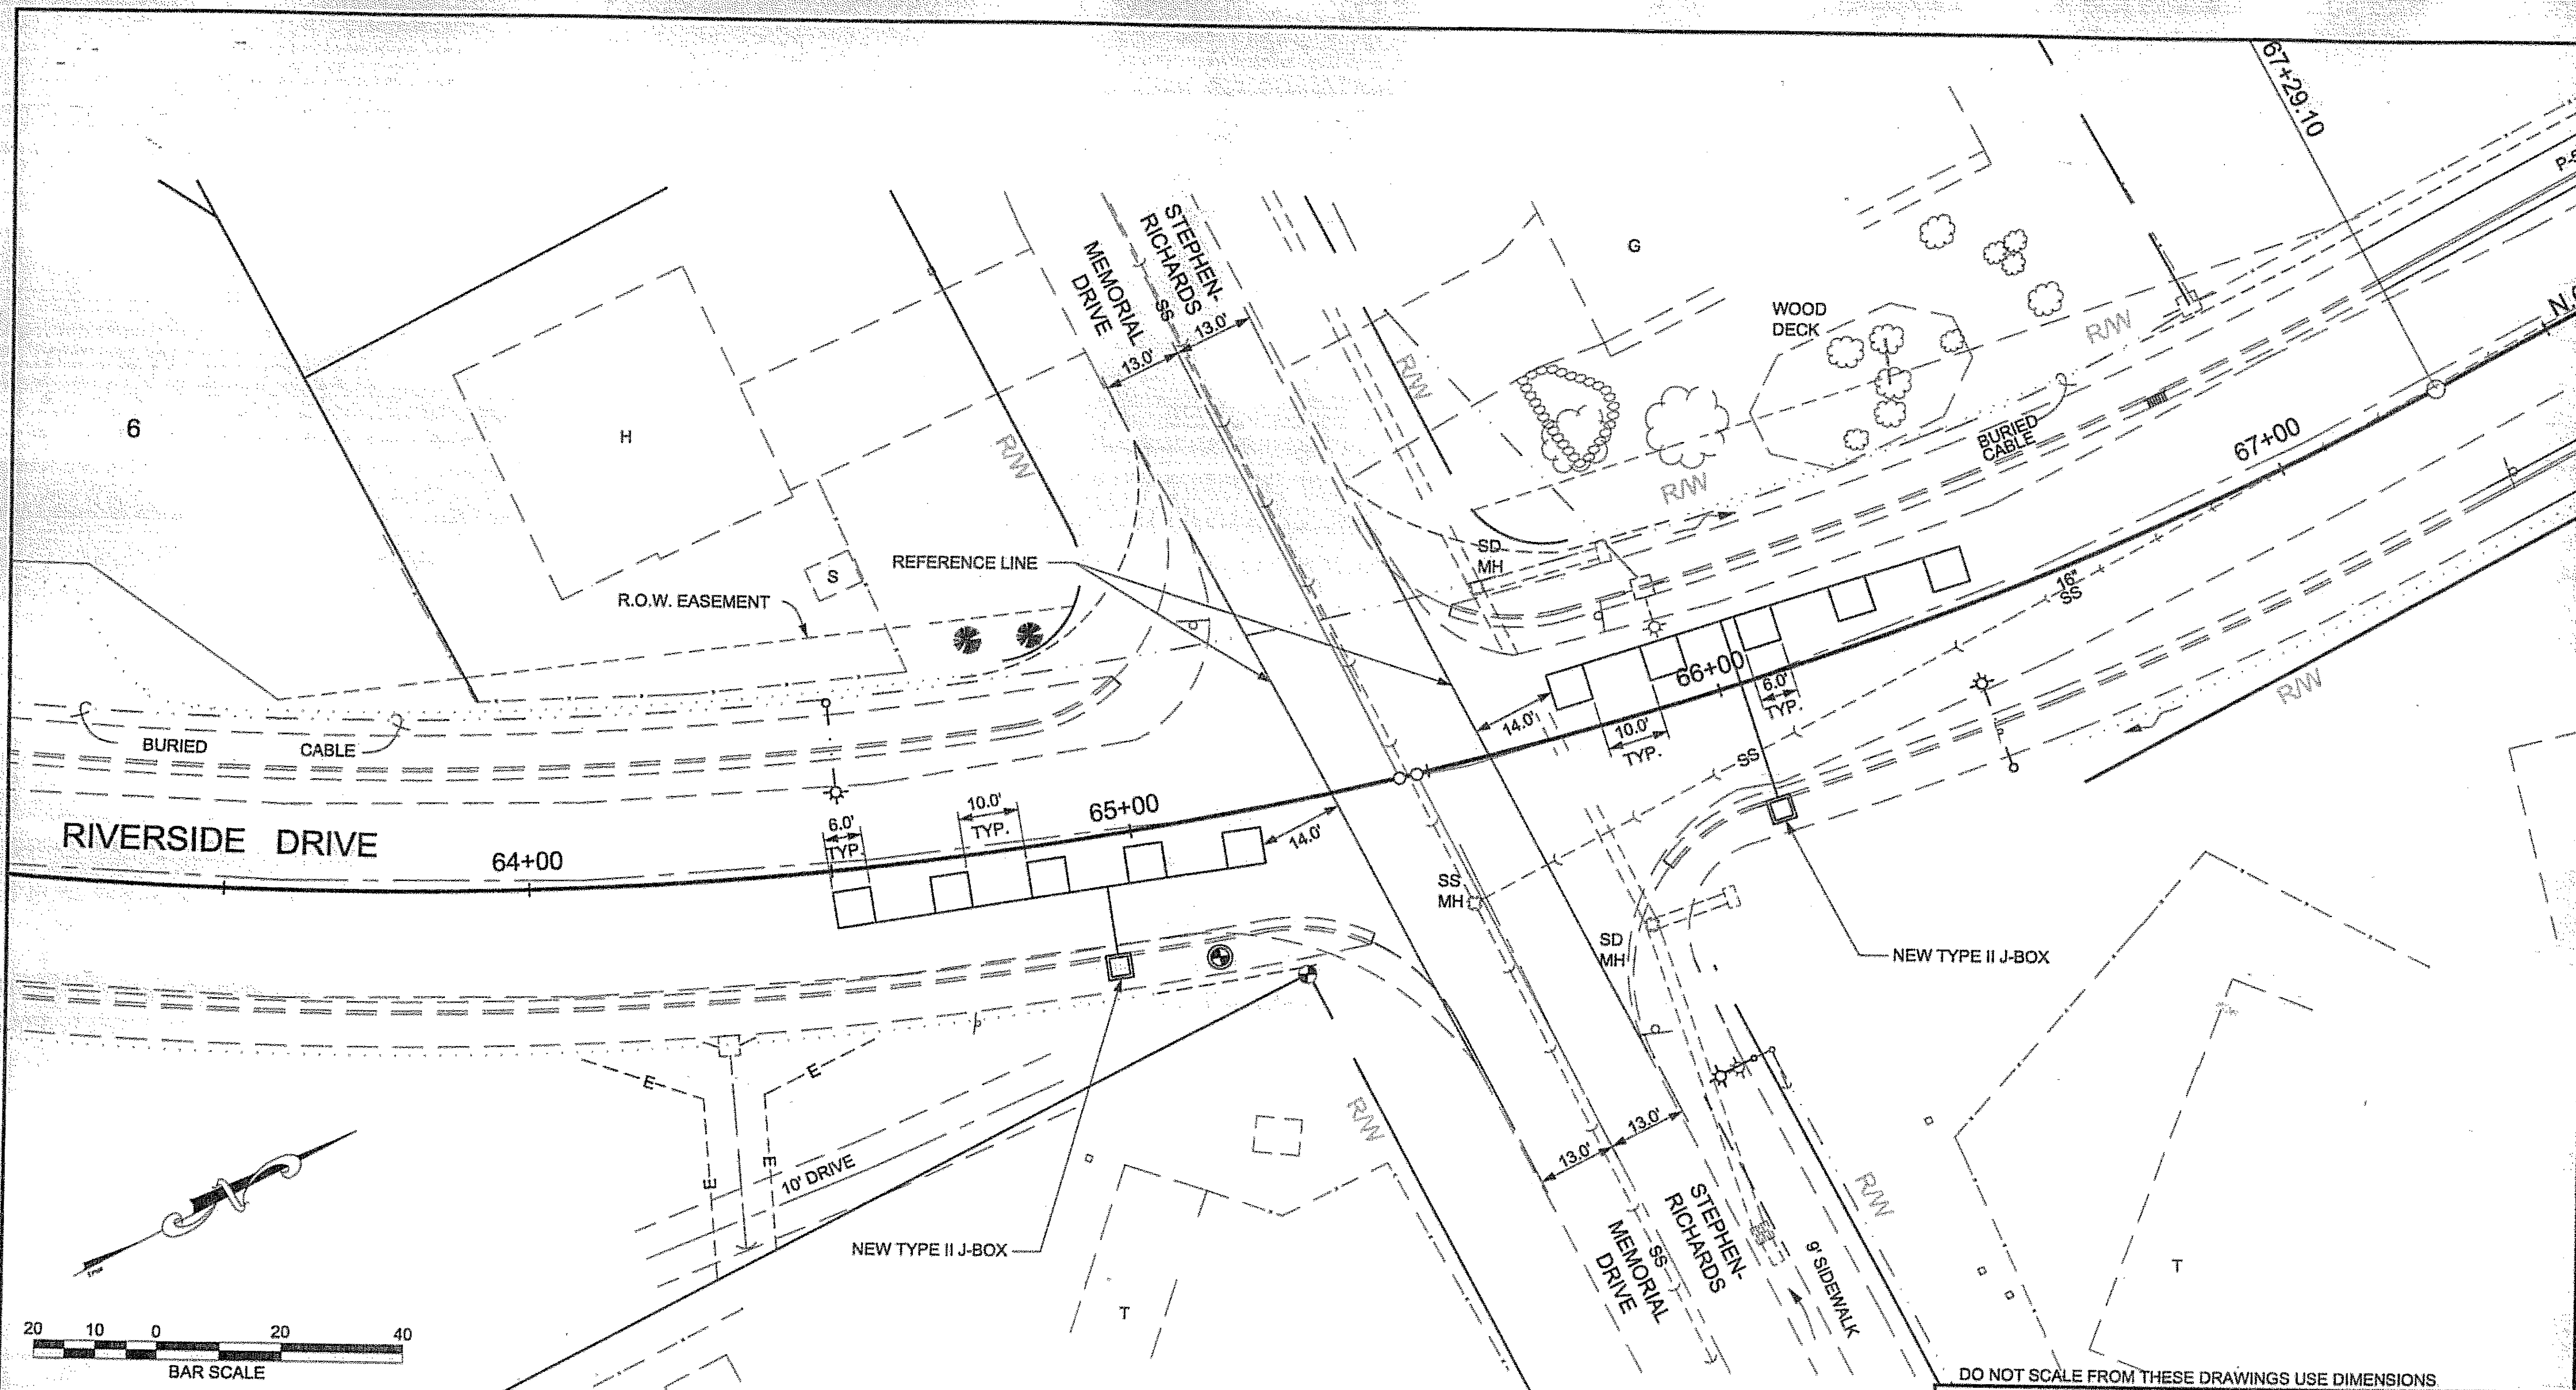 67+29.10
P-5
N.
STEPHEN-
RICHARDS
MEMORIAL
DRIVE
SS
13.0'
13.0'
G
WOOD
DECK
R/W
R/W
R/W
R/W
BURIED
CABLE
67+00
6
H
S
REFERENCE LINE
R.O.W. EASEMENT
SD
MH
16"
SS
66+00
6.0'
TYP.
10.0'
TYP.
14.0'
R/W
BURIED
CABLE
SS
RIVERSIDE DRIVE
64+00
6.0'
TYP.
10.0'
TYP.
65+00
14.0'
SS
MH
SD
MH
NEW TYPE II J-BOX
E
E
E
E
10' DRIVE
R/W
13.0'
13.0'
STEPHEN-
RICHARDS
SS
MEMORIAL
DRIVE
R/W
9' SIDEWALK
NEW TYPE II J-BOX
T
T
N
20 10 0 20 40
BAR SCALE
DO NOT SCALE FROM THESE DRAWINGS USE DIMENSIONS